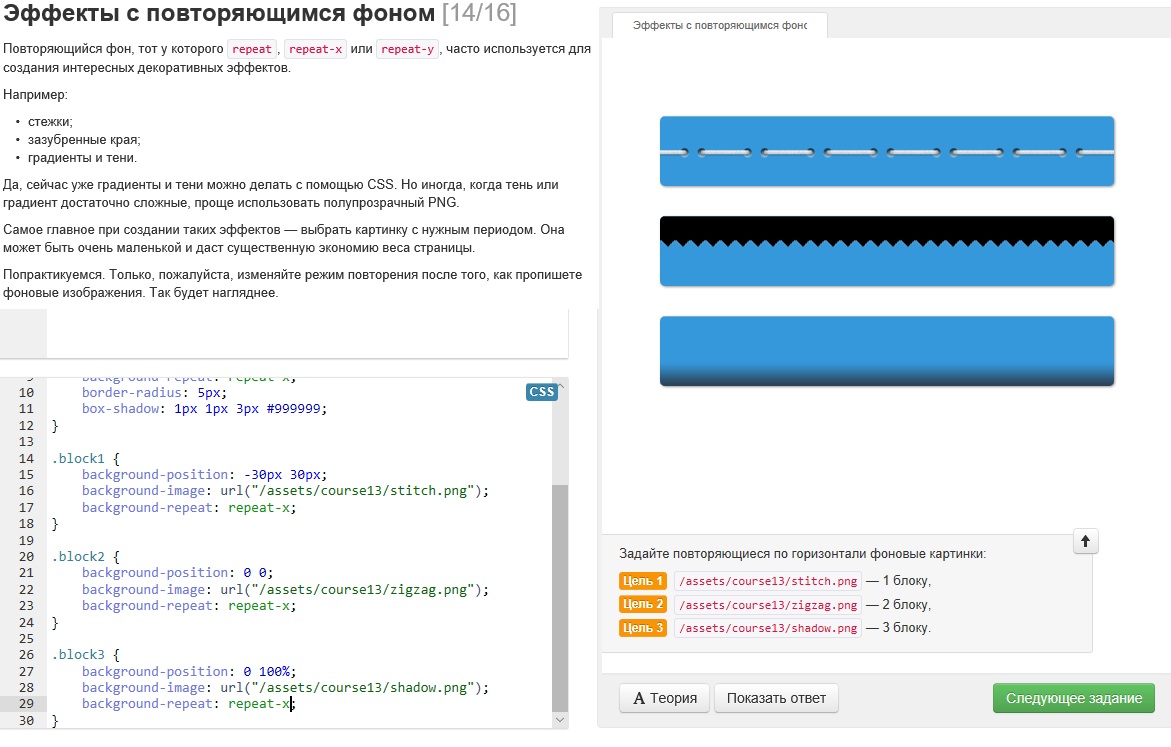 Эффекты с повторяющимся фоном [14/16]
Повторяющийся фон, тот у которого repeat, repeat-x или repeat-y, часто используется для
создания интересных декоративных эффектов.
Например:
• стежки;
• зазубренные края;
• градиенты и тени.
Да, сейчас уже градиенты и тени можно делать с помощью CSS. Но иногда, когда тень или
градиент достаточно сложные, проще использовать полупрозрачный PNG.
Самое главное при создании таких эффектов — выбрать картинку с нужным периодом. Она
может быть очень маленькой и даст существенную экономию веса страницы.
Попрактикуемся. Только, пожалуйста, изменяйте режим повторения после того, как пропишете
фоновые изображения. Так будет нагляднее.
CSS
9 background-repeat: repeat-x;
10 border-radius: 5px;
11 box-shadow: 1px 1px 3px #999999;
12 }
13
14 .block1 {
15 background-position: -30px 30px;
16 background-image: url("/assets/course13/stitch.png");
17 background-repeat: repeat-x;
18 }
19
20 .block2 {
21 background-position: 0 0;
22 background-image: url("/assets/course13/zigzag.png");
23 background-repeat: repeat-x;
24 }
25
26 .block3 {
27 background-position: 0 100%;
28 background-image: url("/assets/course13/shadow.png");
29 background-repeat: repeat-x;
30 }
Эффекты с повторяющимся фоно
Задайте повторяющиеся по горизонтали фоновые картинки:
Цель 1 /assets/course13/stitch.png — 1 блоку,
Цель 2 /assets/course13/zigzag.png — 2 блоку,
Цель 3 /assets/course13/shadow.png — 3 блоку.
A Теория
Показать ответ
Следующее задание